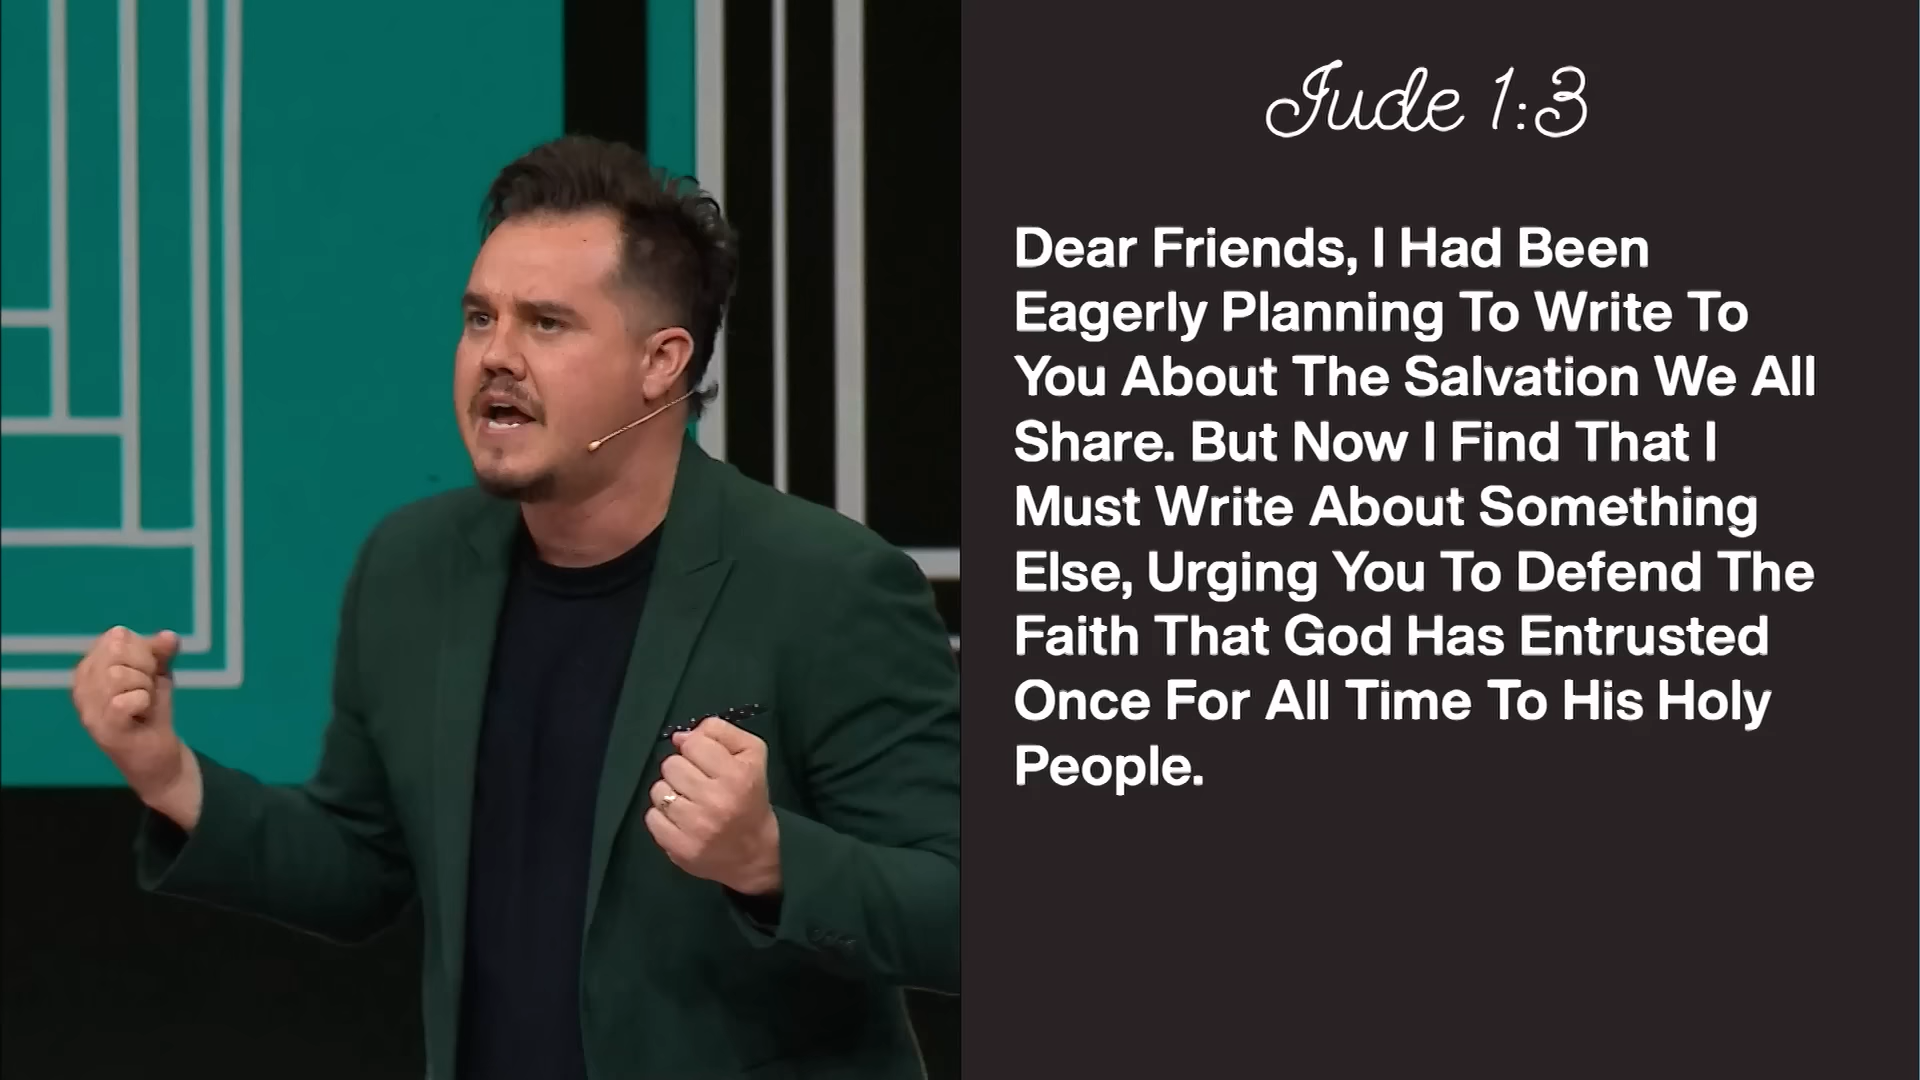 Jude 1:3
Dear Friends, I Had Been
Eagerly Planning To Write To
You About The Salvation We All
Share. But Now I Find That I
Must Write About Something
Else, Urging You To Defend The
Faith That God Has Entrusted
Once For All Time To His Holy
People.